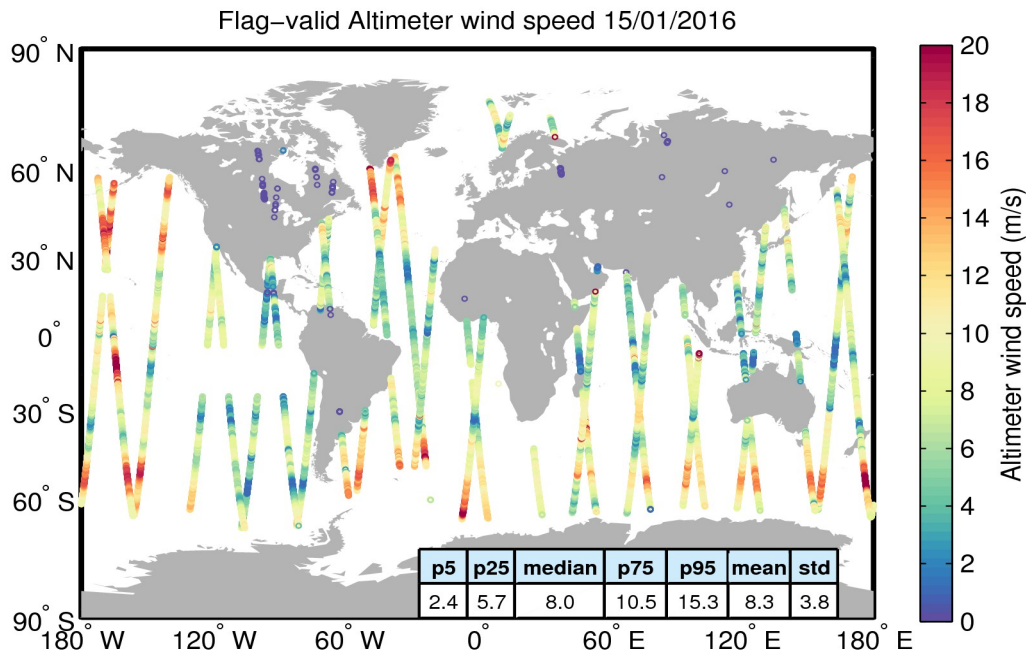 Flag−valid Altimeter wind speed 15/01/2016
90° N
60° N
30° N
0°
30° S
60° S
90° S
180° W
120° W
60° W
0°
60° E
120° E
180° E
p5 p25 median p75 p95 mean std
2.4 5.7 8.0 10.5 15.3 8.3 3.8
20
18
16
14
12
10
8
6
4
2
0
Altimeter wind speed (m/s)